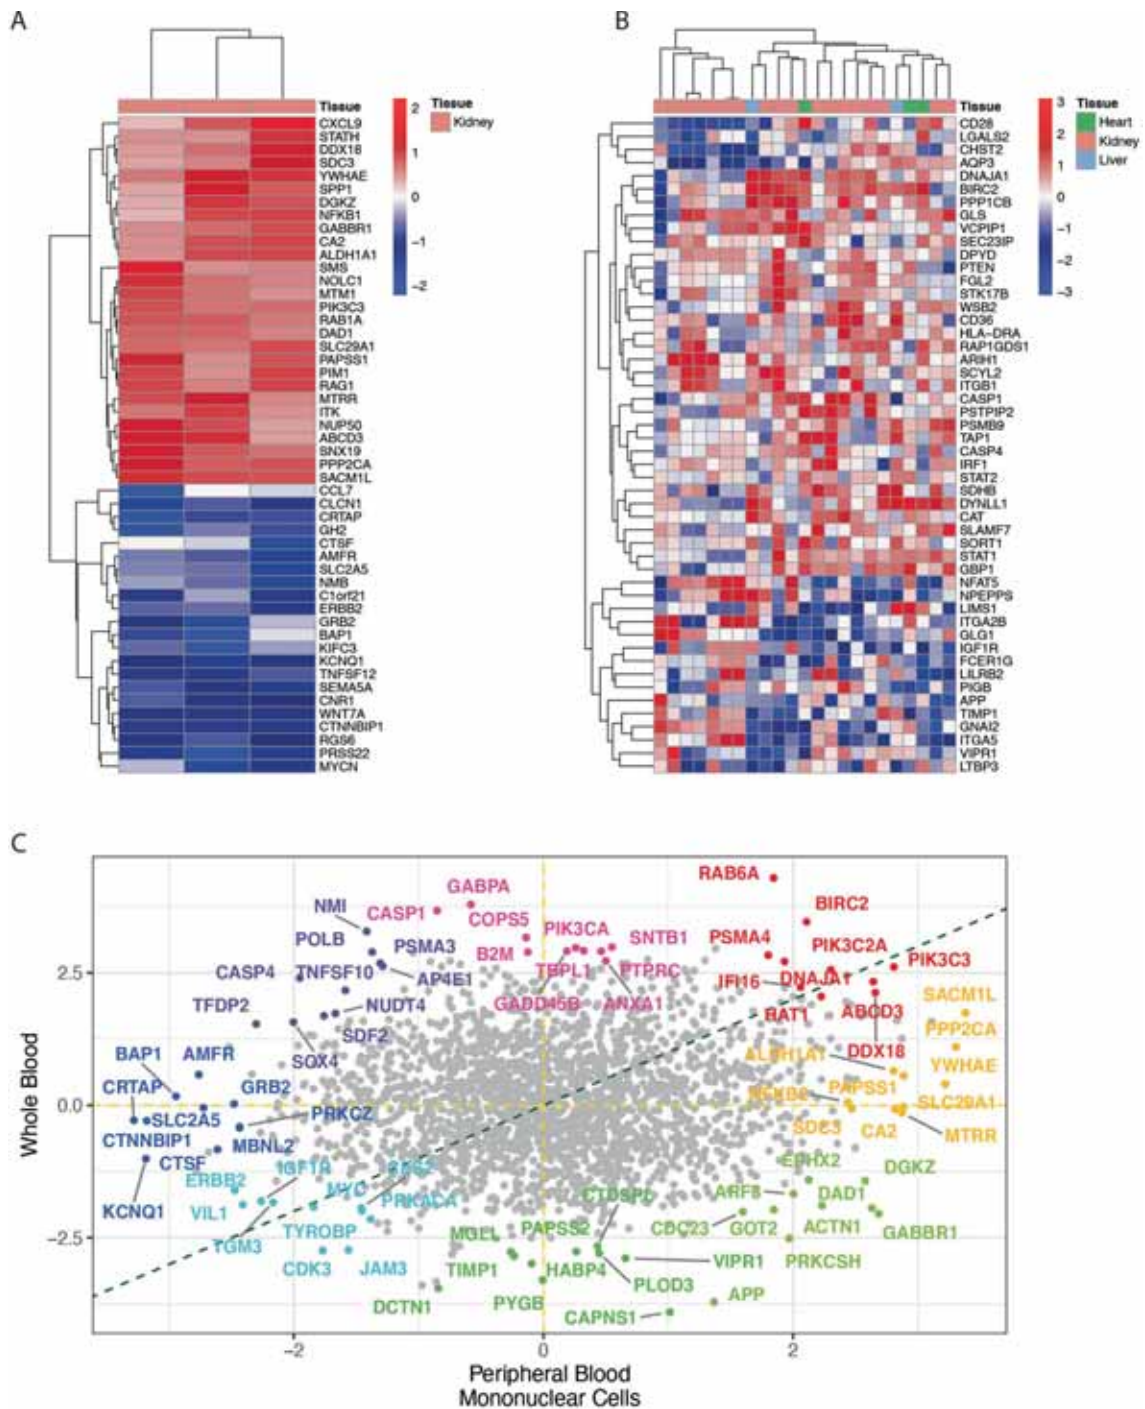 A
Tissue
CXCL9
STATH
DDX18
SDC3
YWHAE
SPP1
DGKZ
NFKB1
GABBR1
CA2
ALDH1A1
SMS
NOLC1
MTM1
PIK3C3
RAB1A
DAD1
SLC29A1
PAPSS1
PIM1
RAG1
MTRR
ITK
NUP50
ABCD3
SNX19
PPP2CA
SACM1L
CCL7
CLCN1
CRTAP
GH2
CTSF
AMFR
SLC2A5
NMB
C1orf21
ERBB2
GRB2
BAP1
KIFC3
KCNQ1
TNFSF12
SEMA5A
CNR1
WNT7A
CTNNBIP1
RGS6
PRSS22
MYCN
2
1
0
−1
−2
Tissue
Kidney
B
Tissue
CD28
LGALS2
CHST2
AQP3
DNAJA1
BIRC2
PPP1CB
GLS
VCPIP1
SEC23IP
DPYD
PTEN
FGL2
STK17B
WSB2
CD36
HLA−DRA
RAP1GDS1
ARIH1
SCYL2
ITGB1
CASP1
PSTPIP2
PSMB9
TAP1
CASP4
IRF1
STAT2
SDHB
DYNLL1
CAT
SLAMF7
SORT1
STAT1
GBP1
NFAT5
NPEPPS
LIMS1
ITGA2B
GLG1
IGF1R
FCER1G
LILRB2
PIGB
APP
TIMP1
GNAI2
ITGA5
VIPR1
LTBP3
3
2
1
0
−1
−2
−3
Tissue
Heart
Kidney
Liver
C
Whole Blood
2.5
0.0
−2.5
RAB6A
GABPA
NMI
CASP1
COPS5
PIK3CA
BIRC2
POLB
PSMA3
B2M
SNTB1
PSMA4
PIK3C2A
CASP4
TNFSF10
AP4E1
TBPL1
PTPRC
IFI16
DNAJA1
PIK3C3
TFDP2
NUDT4
GADD45B
ANXA1
RAT1
ABCD3
SACM1L
SDF2
PPP2CA
BAP1
AMFR
SOX4
ALDH1A1
DDX18
YWHAE
CRTAP
GRB2
NFKB2
PAPSS1
SLC29A1
SLC2A5
PRKCZ
SDC3
CA2
MTRR
CTNNBIP1
CTSF
MBNL2
IGF1R
EPHX2
DGKZ
ERBB2
MYC
PRKACA
CTDSPL
ARF3
DAD1
KCNQ1
VIL1
TYROBP
MGLL
PAPSS2
CDC23
GOT2
ACTN1
GABBR1
TGM3
CDK3
JAM3
TIMP1
HABP4
PLOD3
VIPR1
PRKCSH
DCTN1
PYGB
CAPNS1
APP
−2
0
2
Peripheral Blood
Mononuclear Cells